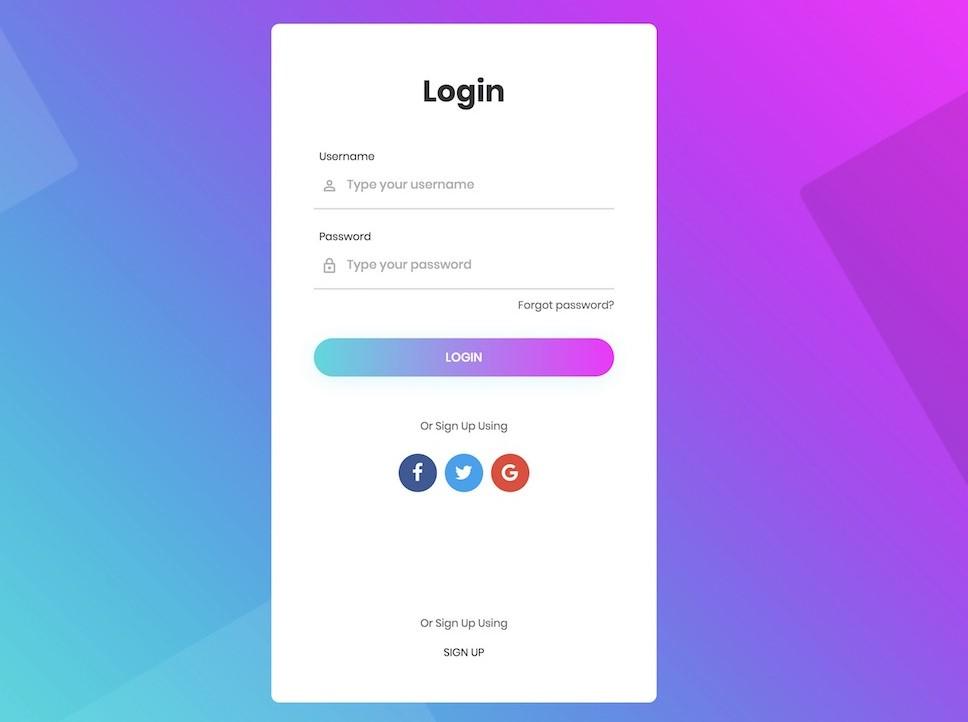 Login
Username
Type your username
Password
Type your password
Forgot password?
LOGIN
Or Sign Up Using
f G
Or Sign Up Using
SIGN UP